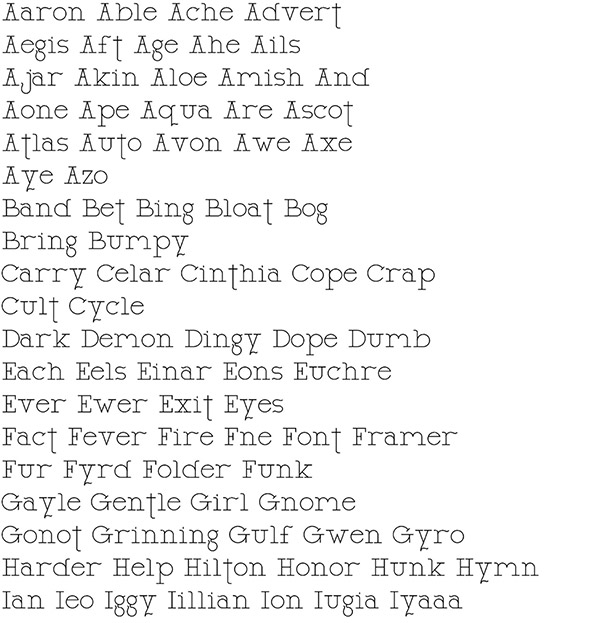 Aaron Able Ache Advert
Aegis Aft Age Ahe Ails
Ajar Akin Aloe Amish And
Aone Ape Aqua Are Ascot
Atlas Auto Avon Awe Axe
Aye Azo
Band Bet Bing Bloat Bog
Bring Bumpy
Carry Celar Cinthia Cope Crap
Cult Cycle
Dark Demon Dingy Dope Dumb
Each Eels Einar Eons Euchre
Ever Ewer Exit Eyes
Fact Fever Fire Fne Font Framer
Fur Fyrd Folder Funk
Gayle Gentle Girl Gnome
Gonot Grinning Gulf Gwen Gyro
Harder Help Hilton Honor Hunk Hymn
Ian Ieo Iggy Iillian Ion Iugia Iyaaa